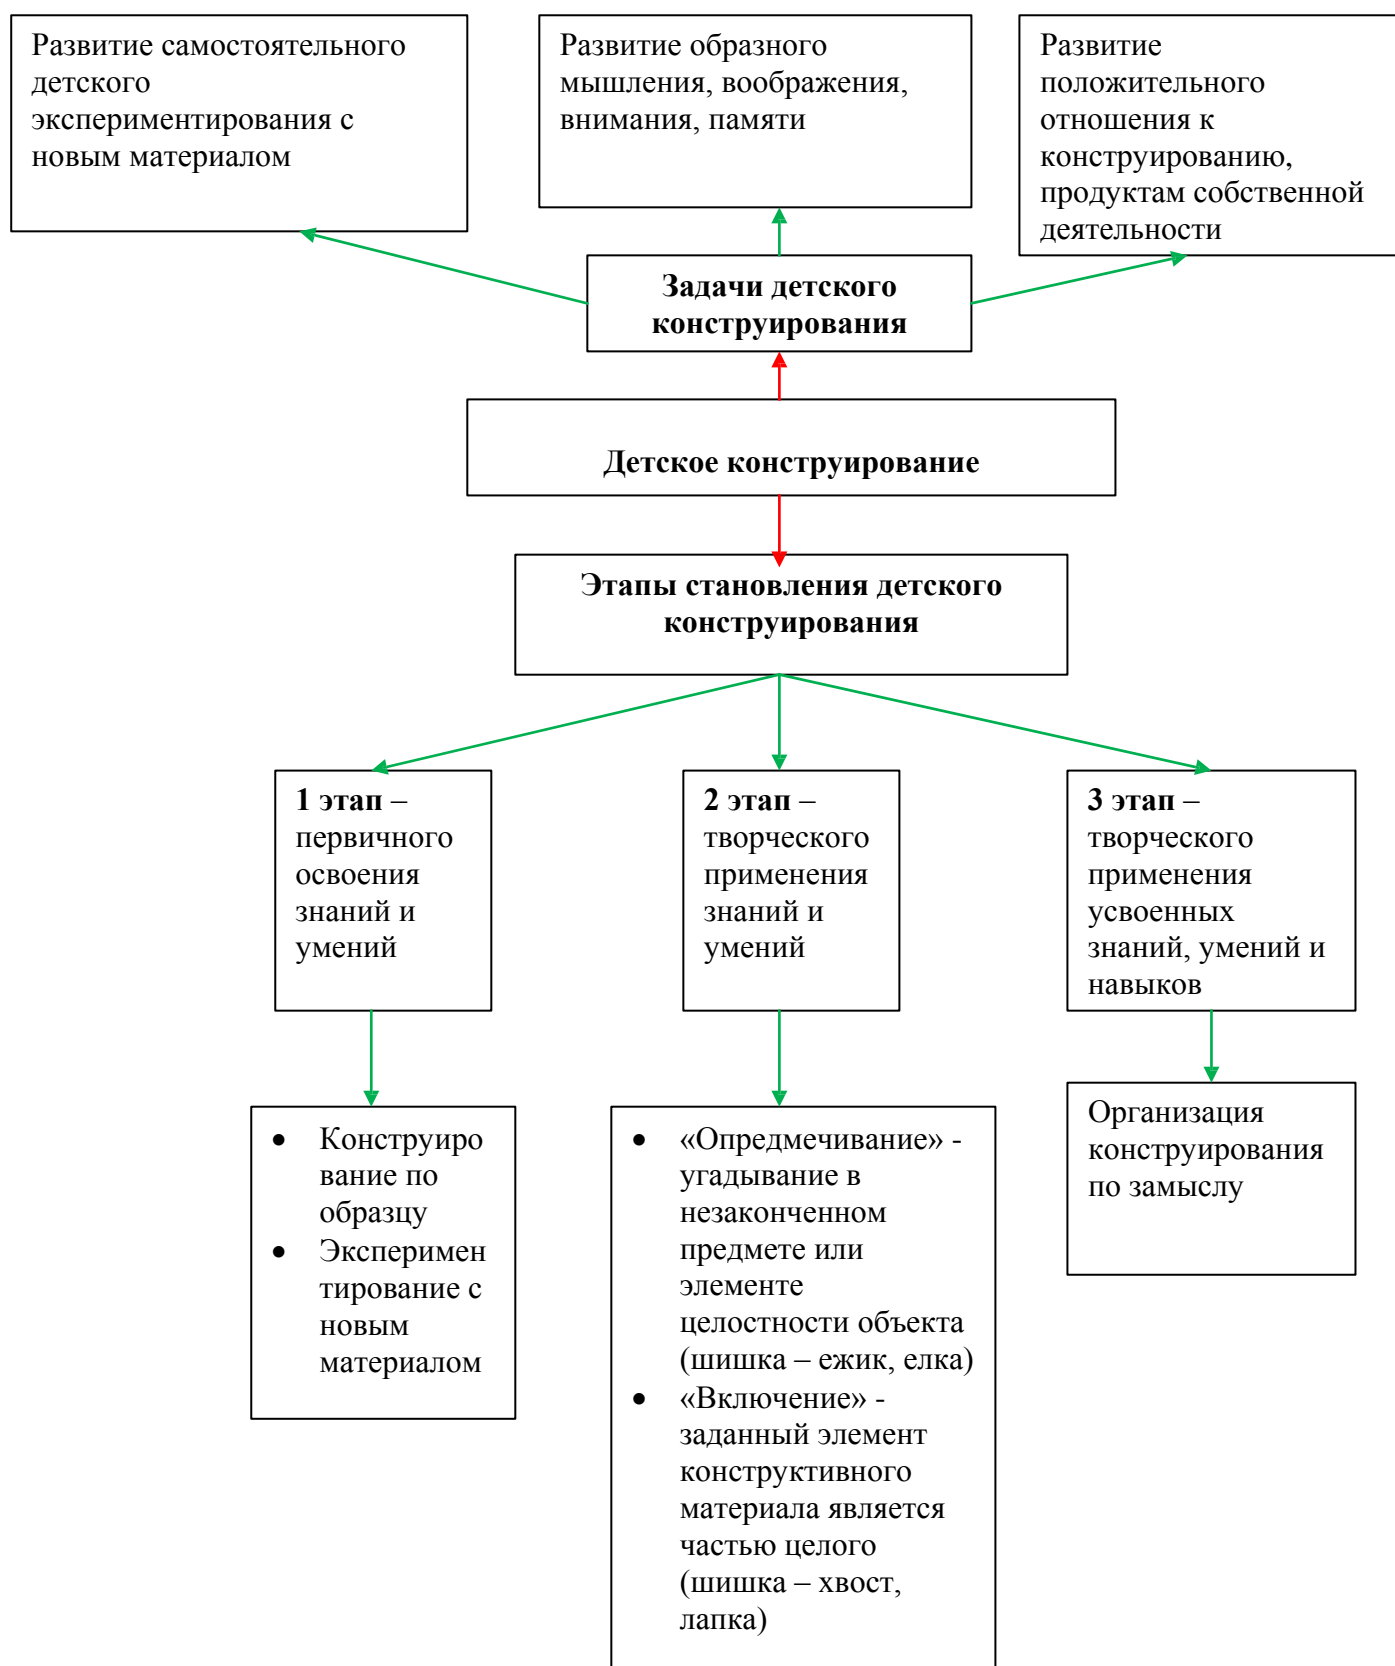 Развитие самостоятельного
детского
экспериментирования с
новым материалом
Развитие образного
мышления, воображения,
внимания, памяти
Развитие
положительного
отношения к
конструированию,
продуктам собственной
деятельности
Задачи детского
конструирования
Детское конструирование
Этапы становления детского
конструирования
1 этап –
первичного
освоения
знаний и
умений
2 этап –
творческого
применения
знаний и
умений
3 этап –
творческого
применения
усвоенных
знаний, умений и
навыков
• Конструиро
вание по
образцу
• Эксперимен
тирование с
новым
материалом
• «Опредмечивание» -
угадывание в
незаконченном
предмете или
элементе
целостности объекта
(шишка – ежик, елка)
• «Включение» -
заданный элемент
конструктивного
материала является
частью целого
(шишка – хвост,
лапка)
Организация
конструирования
по замыслу